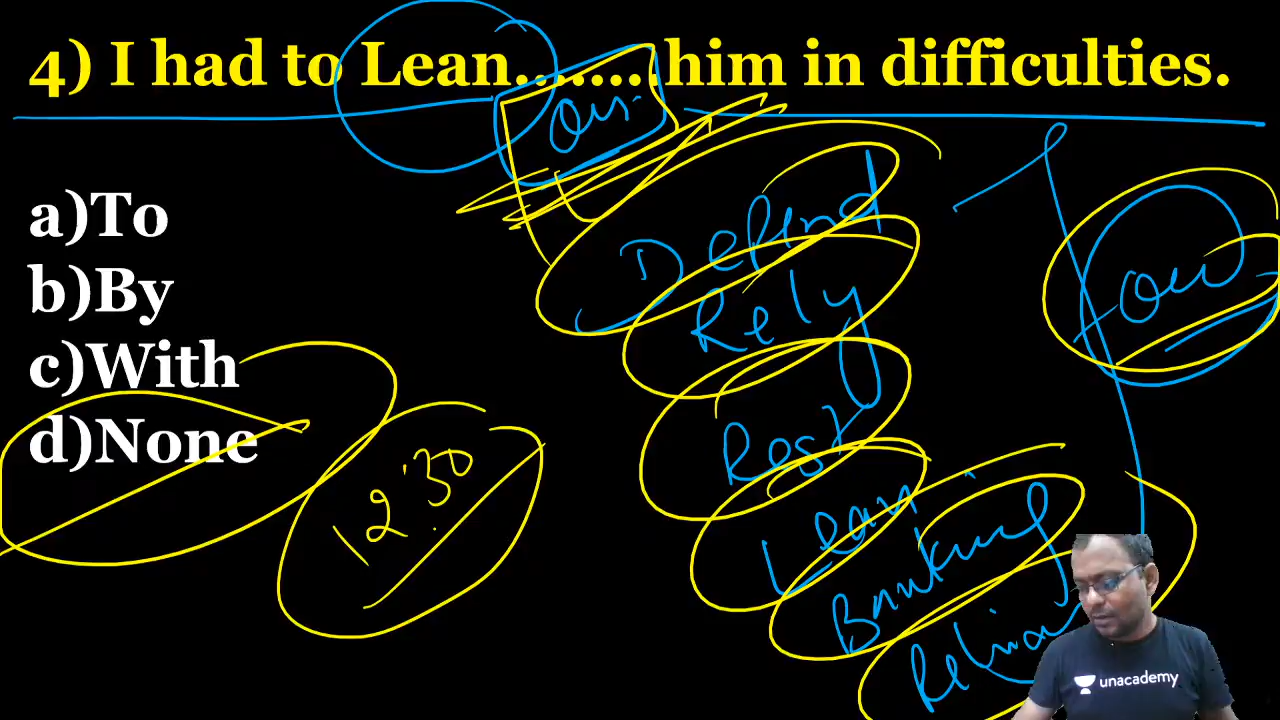 4) I had to Lean.......him in difficulties.
on
a)To
b)By
c)With
d)None
12:30
Depend
Rely
Rest
Lean
Banking
on
unacademy